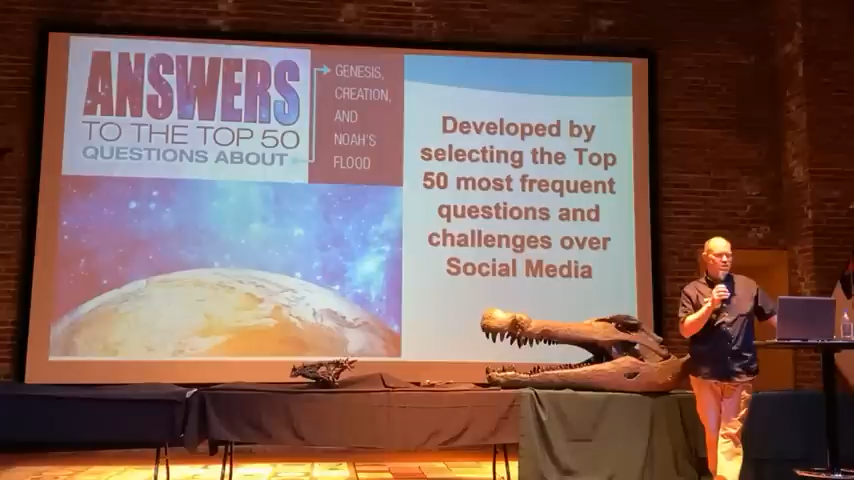 ANSWERS
TO THE TOP 50
QUESTIONS ABOUT
GENESIS,
CREATION,
AND
NOAH'S
FLOOD
Developed by
selecting the Top
50 most frequent
questions and
challenges over
Social Media